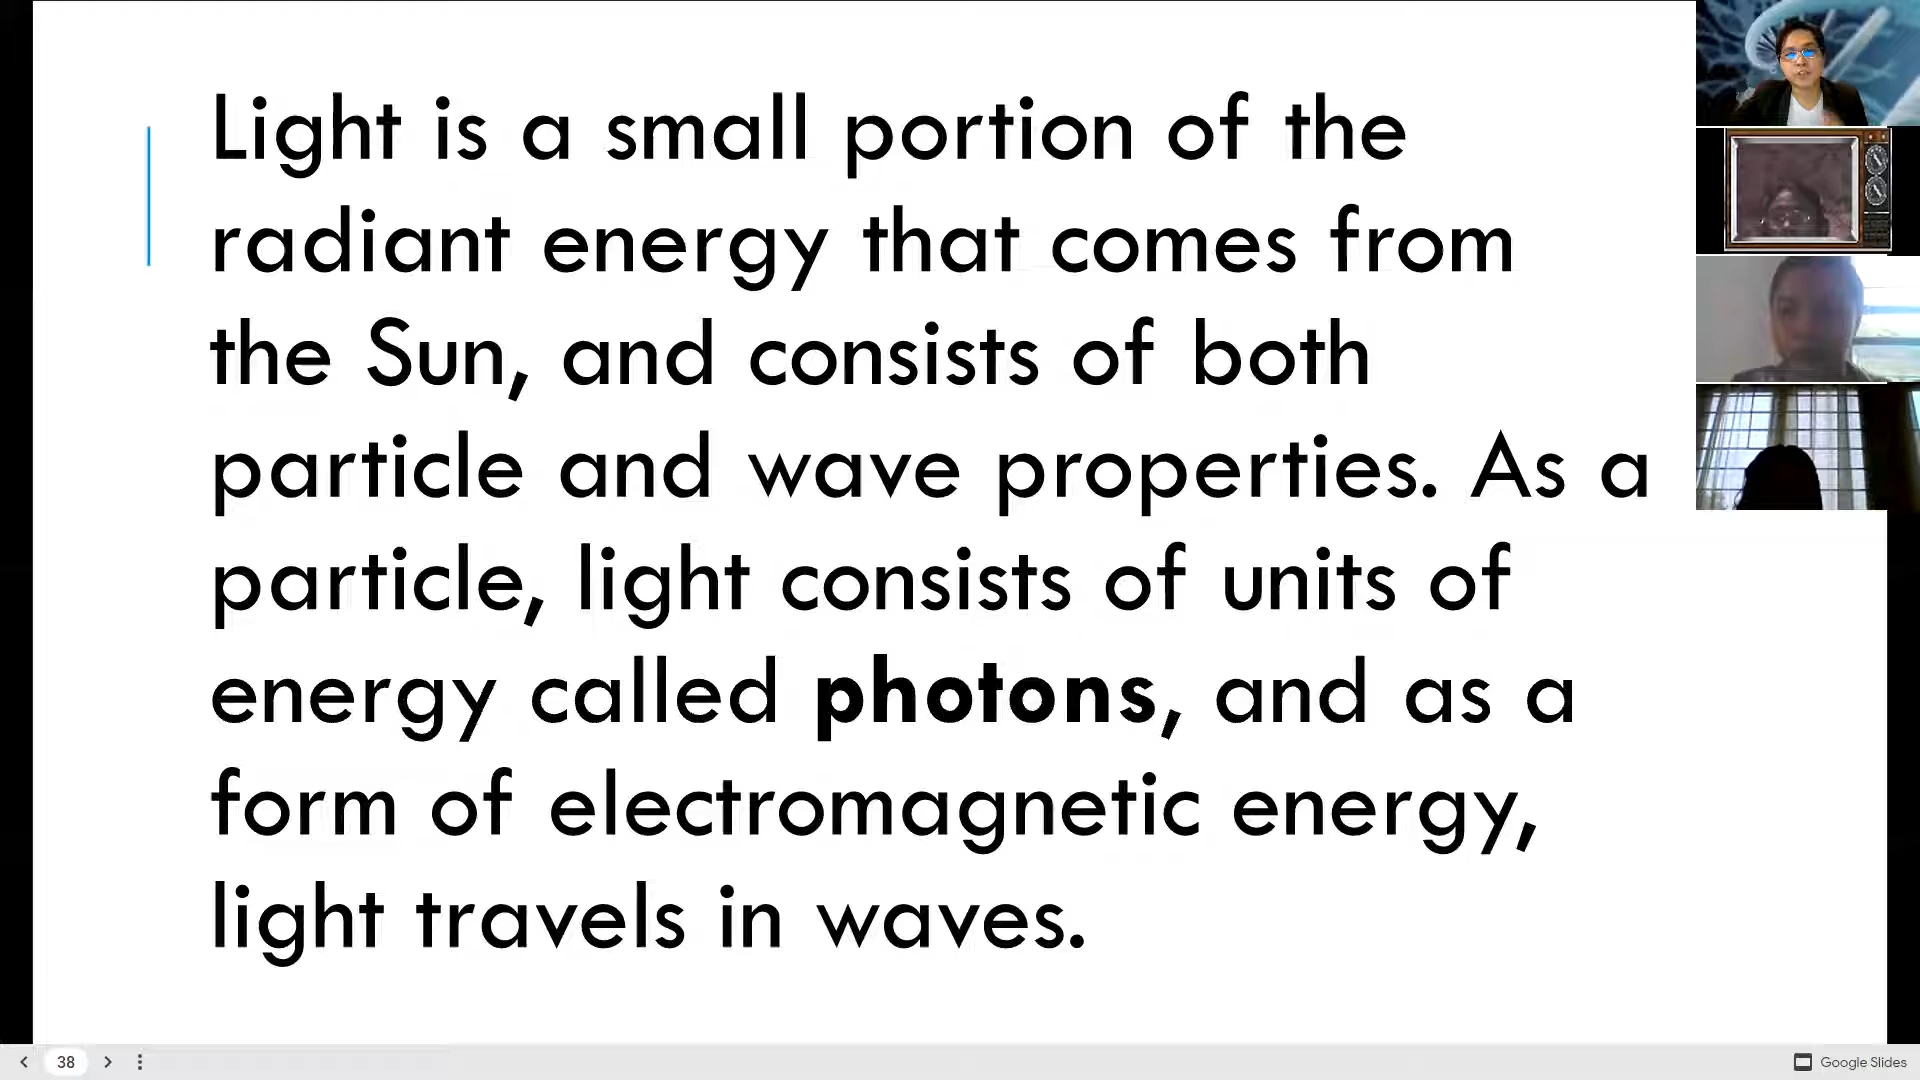 Light is a small portion of the
radiant energy that comes from
the Sun, and consists of both
particle and wave properties. As a
particle, light consists of units of
energy called photons, and as a
form of electromagnetic energy,
light travels in waves.
38
Google Slides